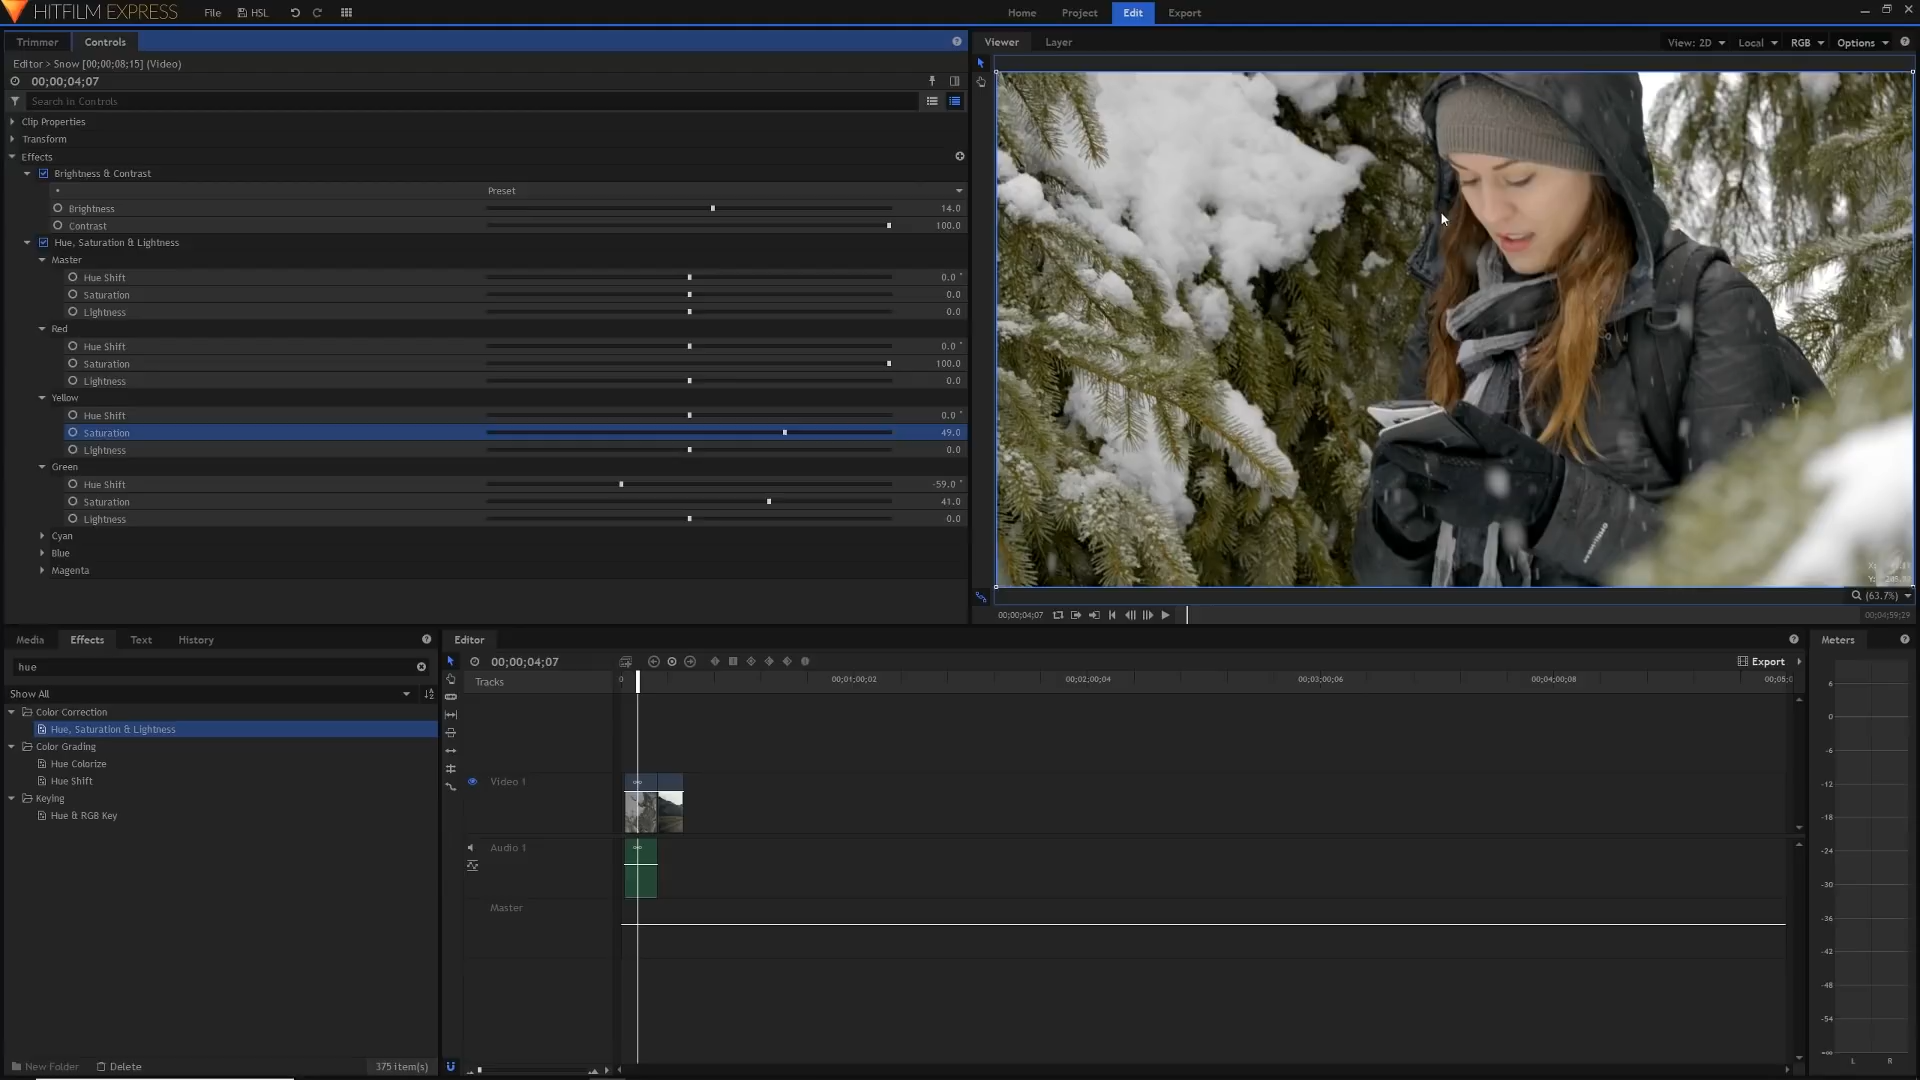 HITFILM EXPRESS
File
HSL
Home
Project
Edit
Export
Trimmer
Controls
Editor > Snow [00;00;08;15] (Video)
00;00;04;07
Search in Controls
Clip Properties
Transform
Effects
Brightness & Contrast
Preset
Brightness 14.0
Contrast 100.0
Hue, Saturation & Lightness
Master
Hue Shift 0.0 °
Saturation 0.0
Lightness 0.0
Red
Hue Shift 0.0 °
Saturation 100.0
Lightness 0.0
Yellow
Hue Shift 0.0 °
Saturation 49.0
Lightness 0.0
Green
Hue Shift -59.0 °
Saturation 41.0
Lightness 0.0
Cyan
Blue
Magenta
Viewer
Layer
View: 2D
Local
RGB
Options
(63.7%)
00;00;04;07
00;04;59;29
Media
Effects
Text
History
hue
Show All
Color Correction
Hue, Saturation & Lightness
Color Grading
Hue Colorize
Hue Shift
Keying
Hue & RGB Key
New Folder
Delete
375 item(s)
Editor
00;00;04;07
Export
Tracks
0
00;01;00;02
00;02;00;04
00;03;00;06
00;04;00;08
00;05;0
Video 1
Audio 1
Master
Meters
6
0
-6
-12
-18
-24
-30
-36
-42
-48
-54
-∞
L
R